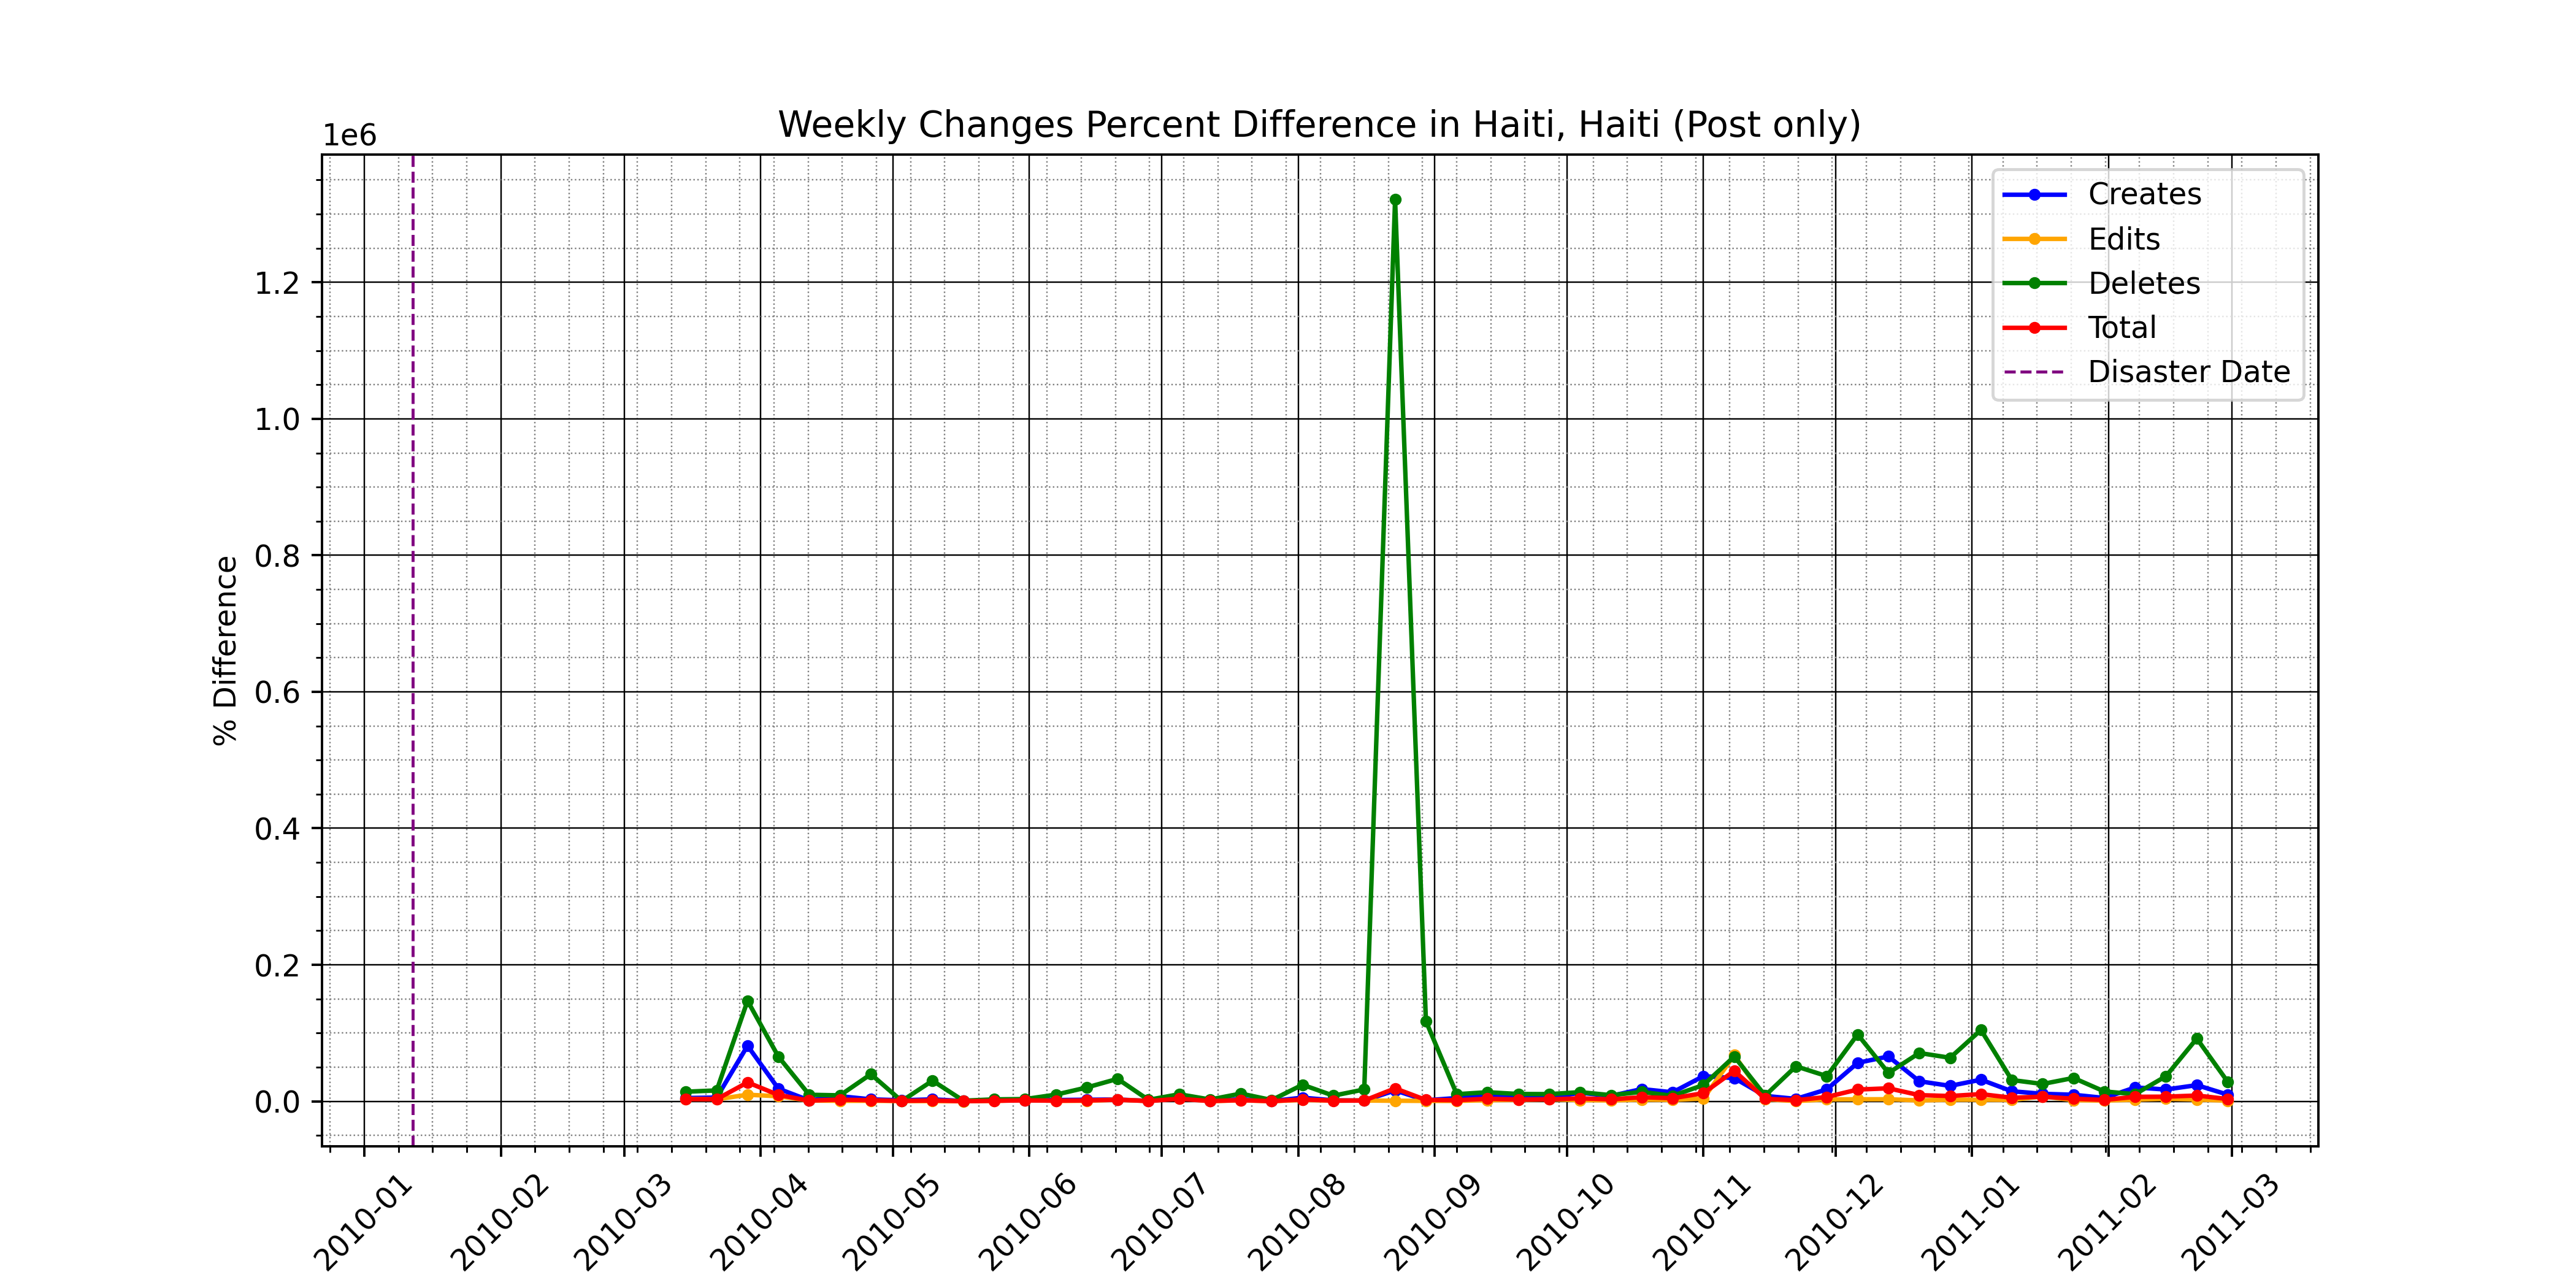 Weekly Changes Percent Difference in Haiti, Haiti (Post only)
1e6
Creates
Edits
Deletes
Total
Disaster Date
% Difference
1.2
1.0
0.8
0.6
0.4
0.2
0.0
2010-01
2010-02
2010-03
2010-04
2010-05
2010-06
2010-07
2010-08
2010-09
2010-10
2010-11
2010-12
2011-01
2011-02
2011-03